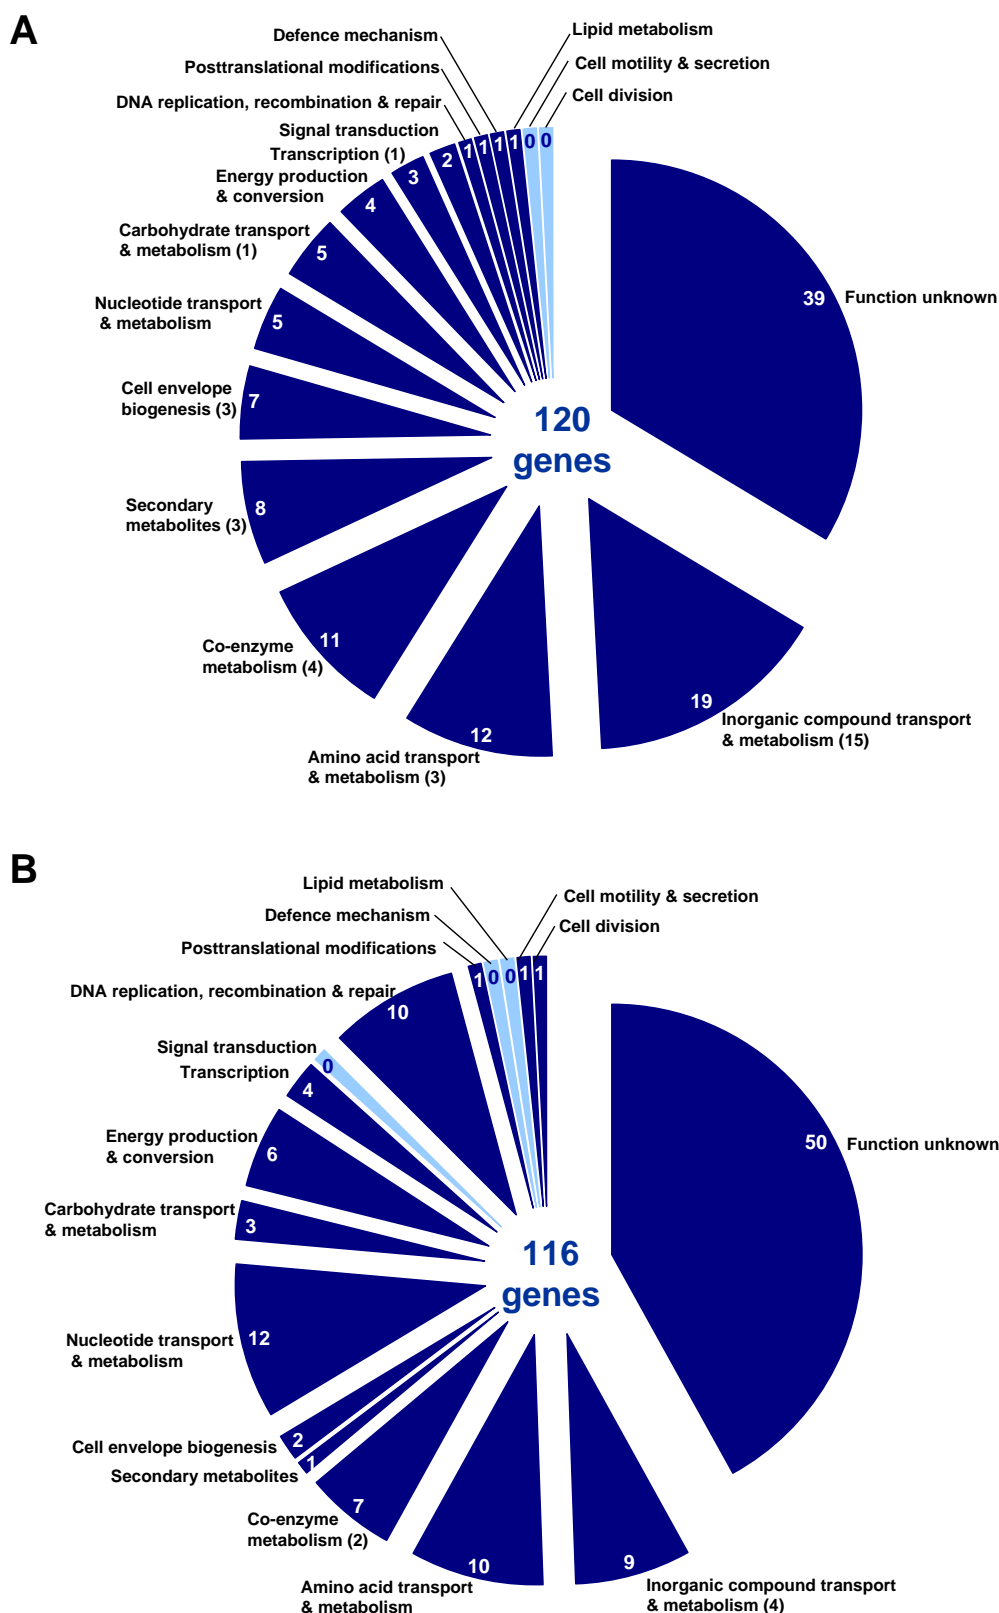 A
Defence mechanism
Lipid metabolism
Posttranslational modifications
Cell motility & secretion
DNA replication, recombination & repair
Cell division
Signal transduction
Transcription (1)
Energy production
& conversion
Carbohydrate transport
& metabolism (1)
Nucleotide transport
& metabolism
Cell envelope
biogenesis (3)
Secondary
metabolites (3)
Co-enzyme
metabolism (4)
Amino acid transport
& metabolism (3)
Inorganic compound transport
& metabolism (15)
Function unknown
39
19
12
11
8
7
5
5
4
3
2
1
1
1
1
0
0
120
genes
B
Lipid metabolism
Cell motility & secretion
Defence mechanism
Cell division
Posttranslational modifications
DNA replication, recombination & repair
Signal transduction
Transcription
Energy production
& conversion
Carbohydrate transport
& metabolism
Nucleotide transport
& metabolism
Cell envelope biogenesis
Secondary metabolites
Co-enzyme
metabolism (2)
Amino acid transport
& metabolism
Inorganic compound transport
& metabolism (4)
Function unknown
50
9
10
7
1
2
12
3
6
4
0
10
1
0
0
1
1
116
genes